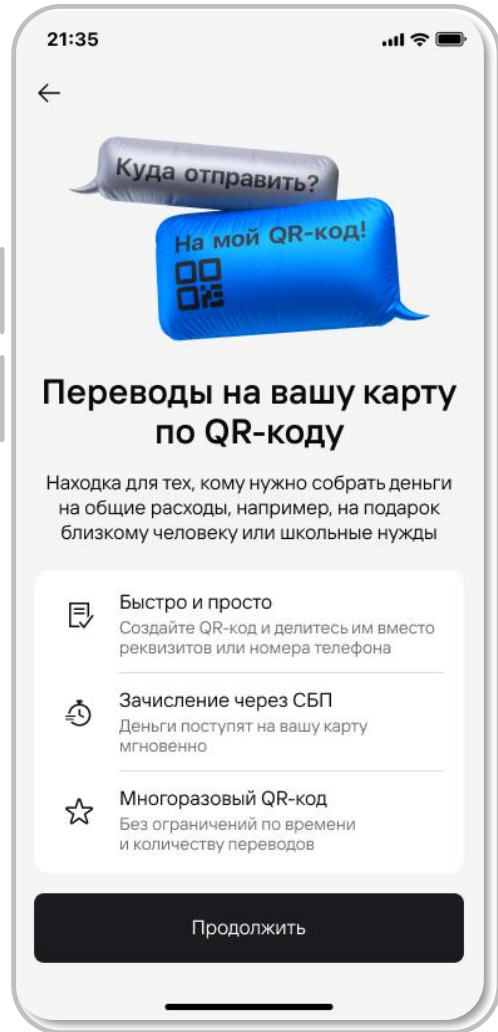 21:35
Куда отправить?
На мой QR-код!
Переводы на вашу карту
по QR-коду
Находка для тех, кому нужно собрать деньги
на общие расходы, например, на подарок
близкому человеку или школьные нужды
Быстро и просто
Создайте QR-код и делитесь им вместо
реквизитов или номера телефона
Зачисление через СБП
Деньги поступят на вашу карту
мгновенно
Многоразовый QR-код
Без ограничений по времени
и количеству переводов
Продолжить